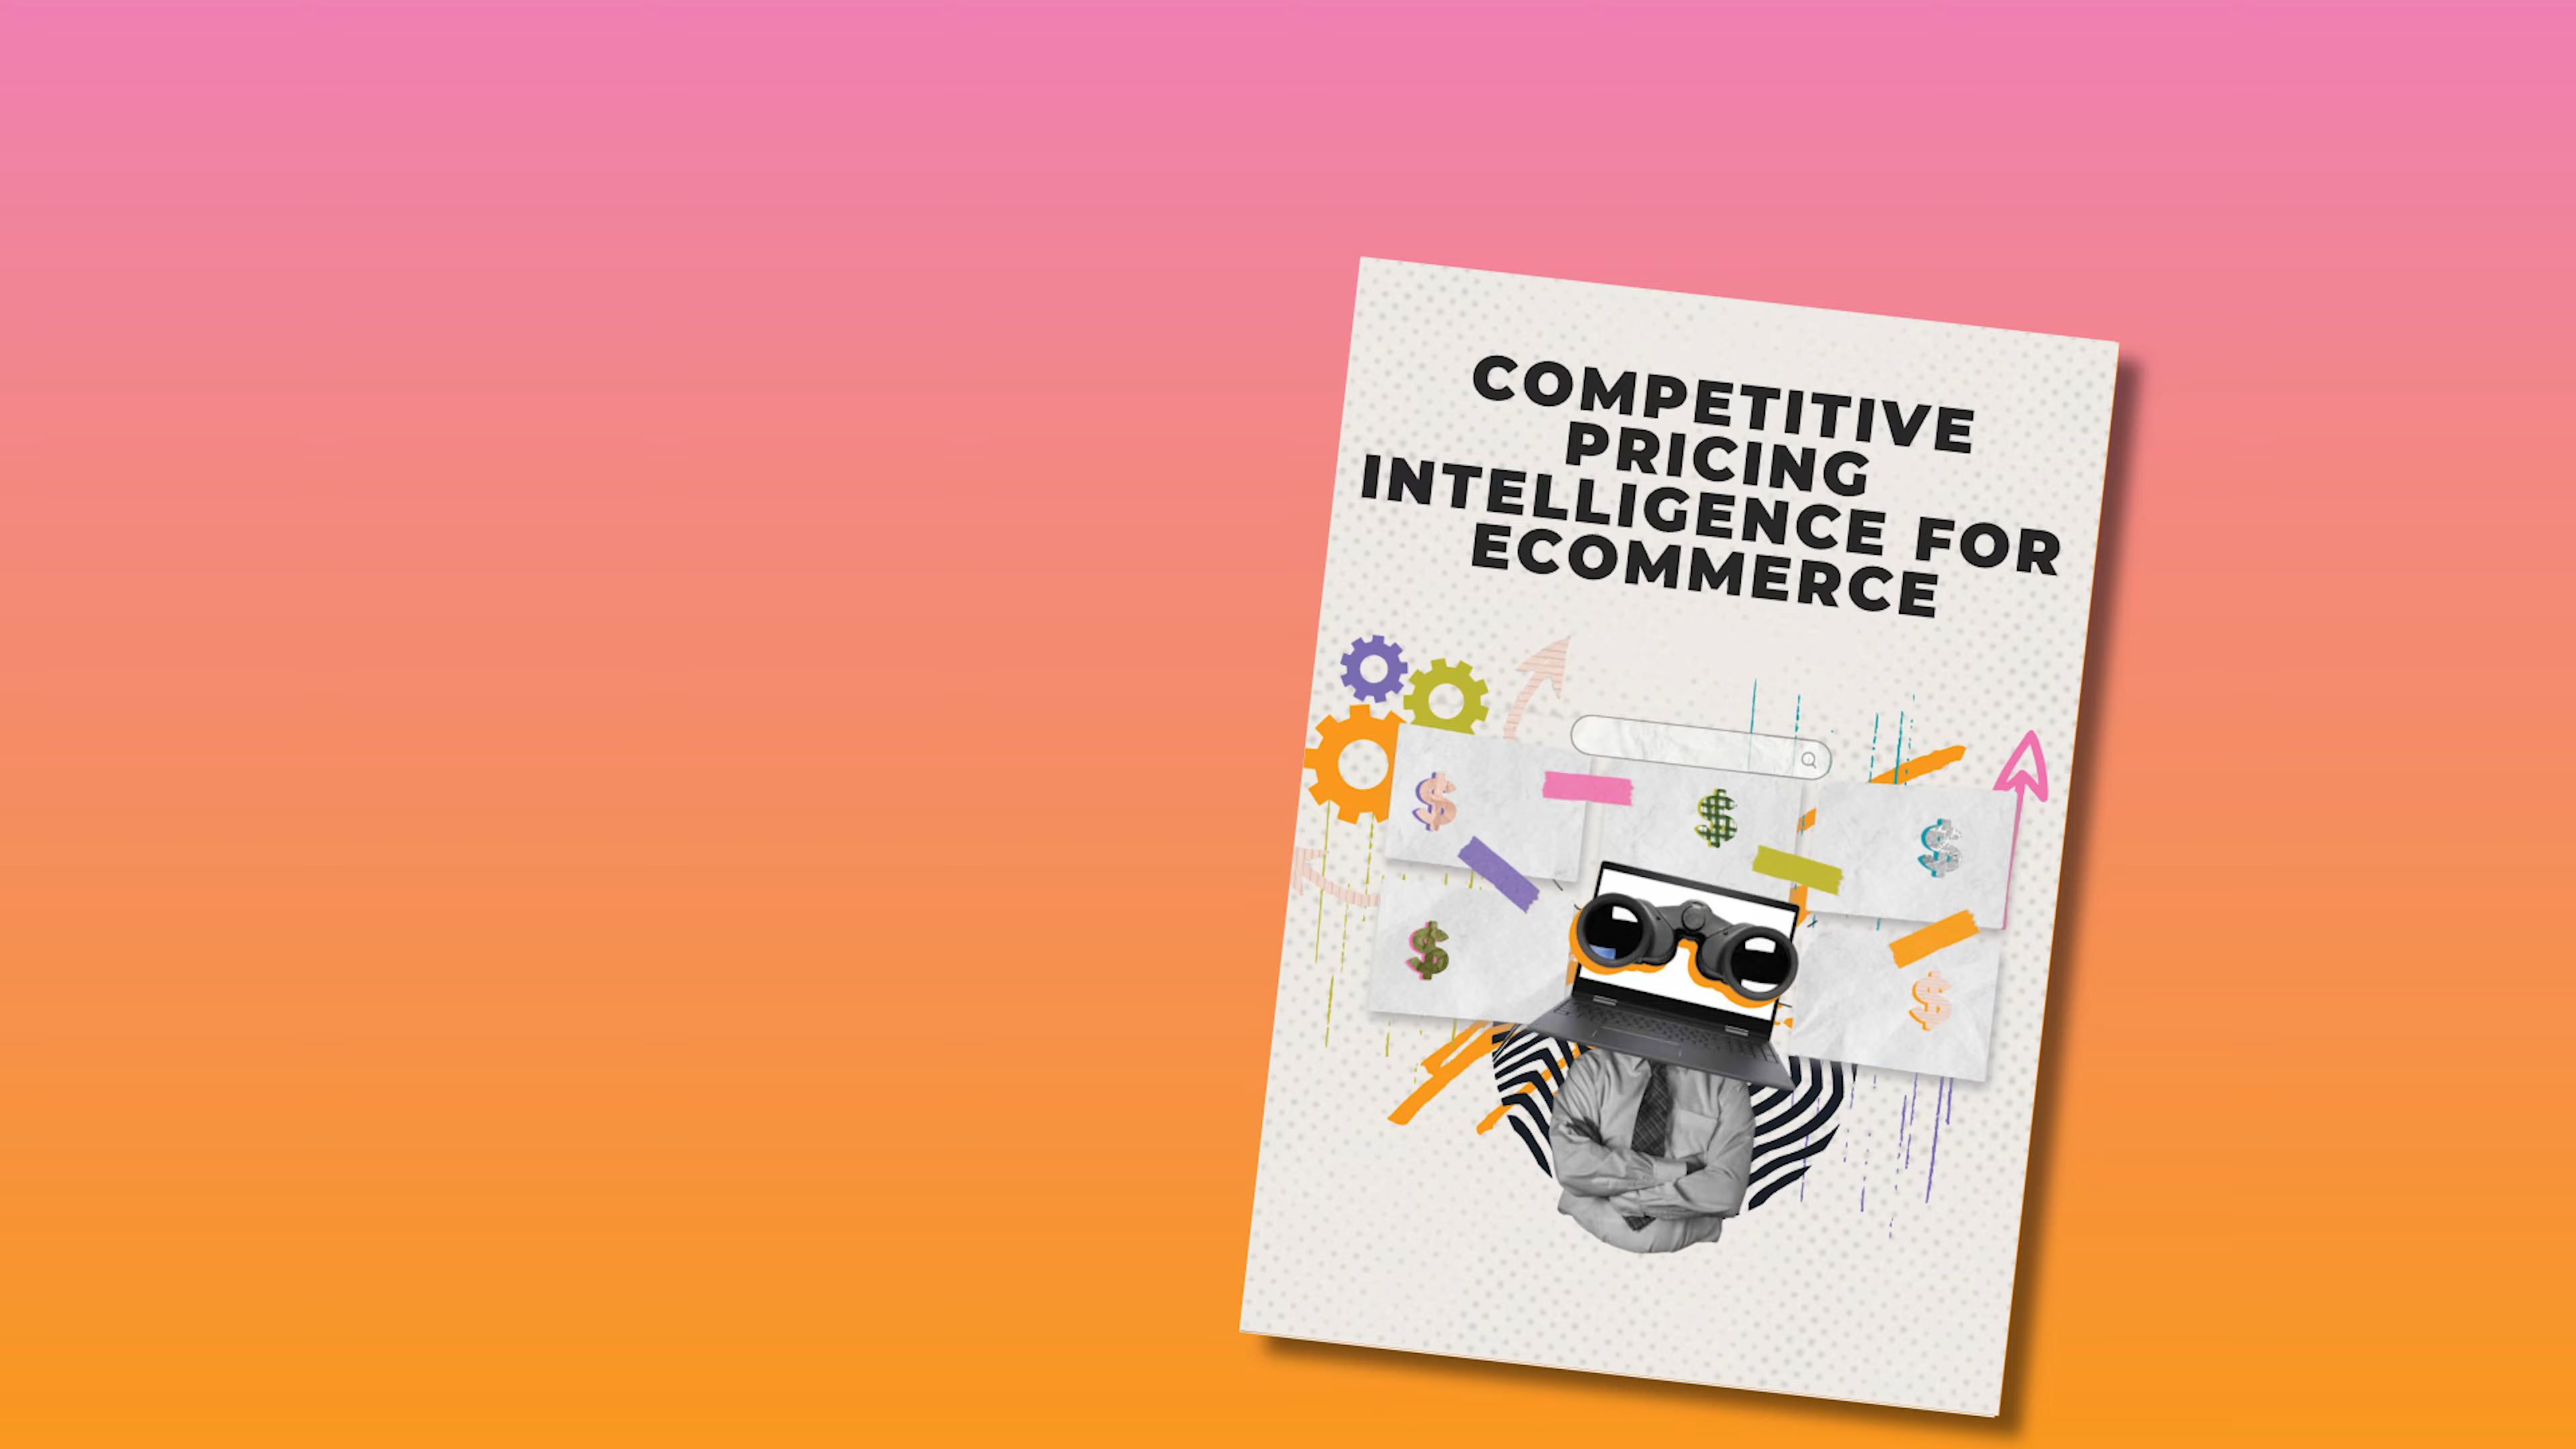 COMPETITIVE
PRICING
INTELLIGENCE FOR
ECOMMERCE
$
$
$
$
$